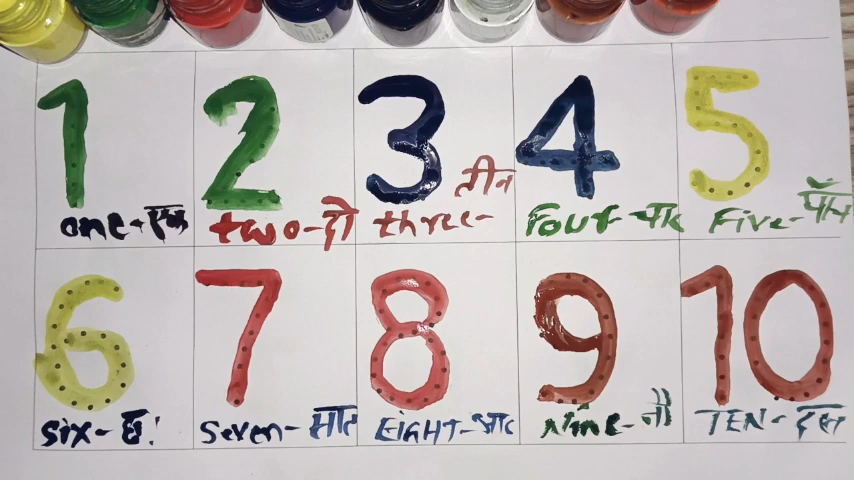 1 2 3 4 5
one-एक two-दो three-तीन Four-चार Five-पाँच
6 7 8 9 10
six-छः Seven-सात EiGHT-आठ Nine-नौ TEN-दस